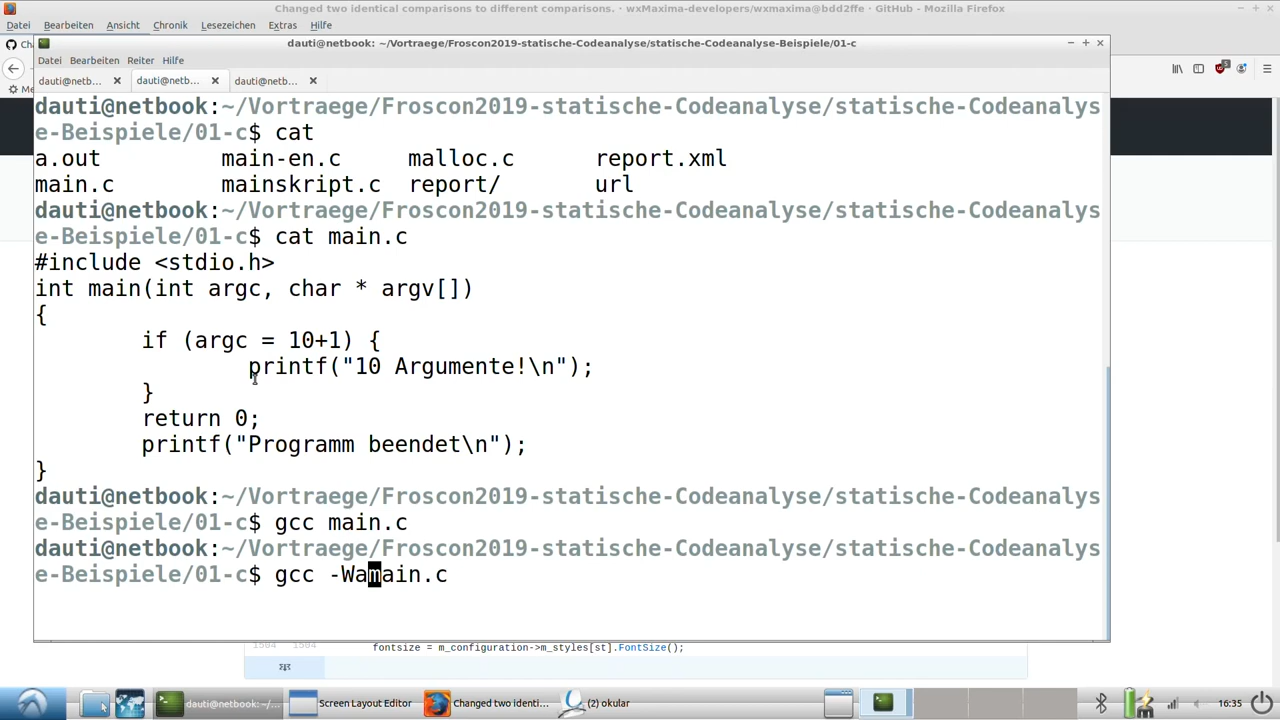 Changed two identical comparisons to different comparisons. · wxMaxima-developers/wxmaxima@bdd2ffe · GitHub - Mozilla Firefox
Datei Bearbeiten Ansicht Chronik Lesezeichen Extras Hilfe
dauti@netbook: ~/Vortraege/Froscon2019-statische-Codeanalyse/statische-Codeanalyse-Beispiele/01-c
Datei Bearbeiten Reiter Hilfe
dauti@netb... dauti@netb... dauti@netb...
dauti@netbook:~/Vortraege/Froscon2019-statische-Codeanalyse/statische-Codeanalys
e-Beispiele/01-c$ cat
a.out main-en.c malloc.c report.xml
main.c mainskript.c report/ url
dauti@netbook:~/Vortraege/Froscon2019-statische-Codeanalyse/statische-Codeanalys
e-Beispiele/01-c$ cat main.c
#include <stdio.h>
int main(int argc, char * argv[])
{
if (argc = 10+1) {
printf("10 Argumente!\n");
}
return 0;
printf("Programm beendet\n");
}
dauti@netbook:~/Vortraege/Froscon2019-statische-Codeanalyse/statische-Codeanalys
e-Beispiele/01-c$ gcc main.c
dauti@netbook:~/Vortraege/Froscon2019-statische-Codeanalyse/statische-Codeanalys
e-Beispiele/01-c$ gcc -Wamain.c
1504 1504 fontsize = m_configuration->m_styles[st].FontSize();
dauti@netbook: ~/... Screen Layout Editor Changed two identi... (2) okular 16:35